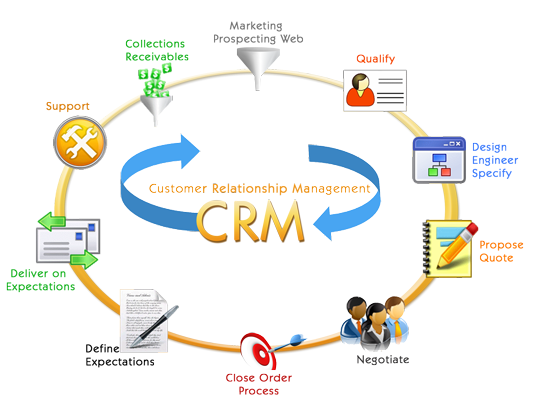 Marketing
Prospecting Web
Collections
Receivables
Qualify
Support
Design
Engineer
Specify
Customer Relationship Management
CRM
Propose
Quote
Deliver on
Expectations
Define
Expectations
Negotiate
Close Order
Process